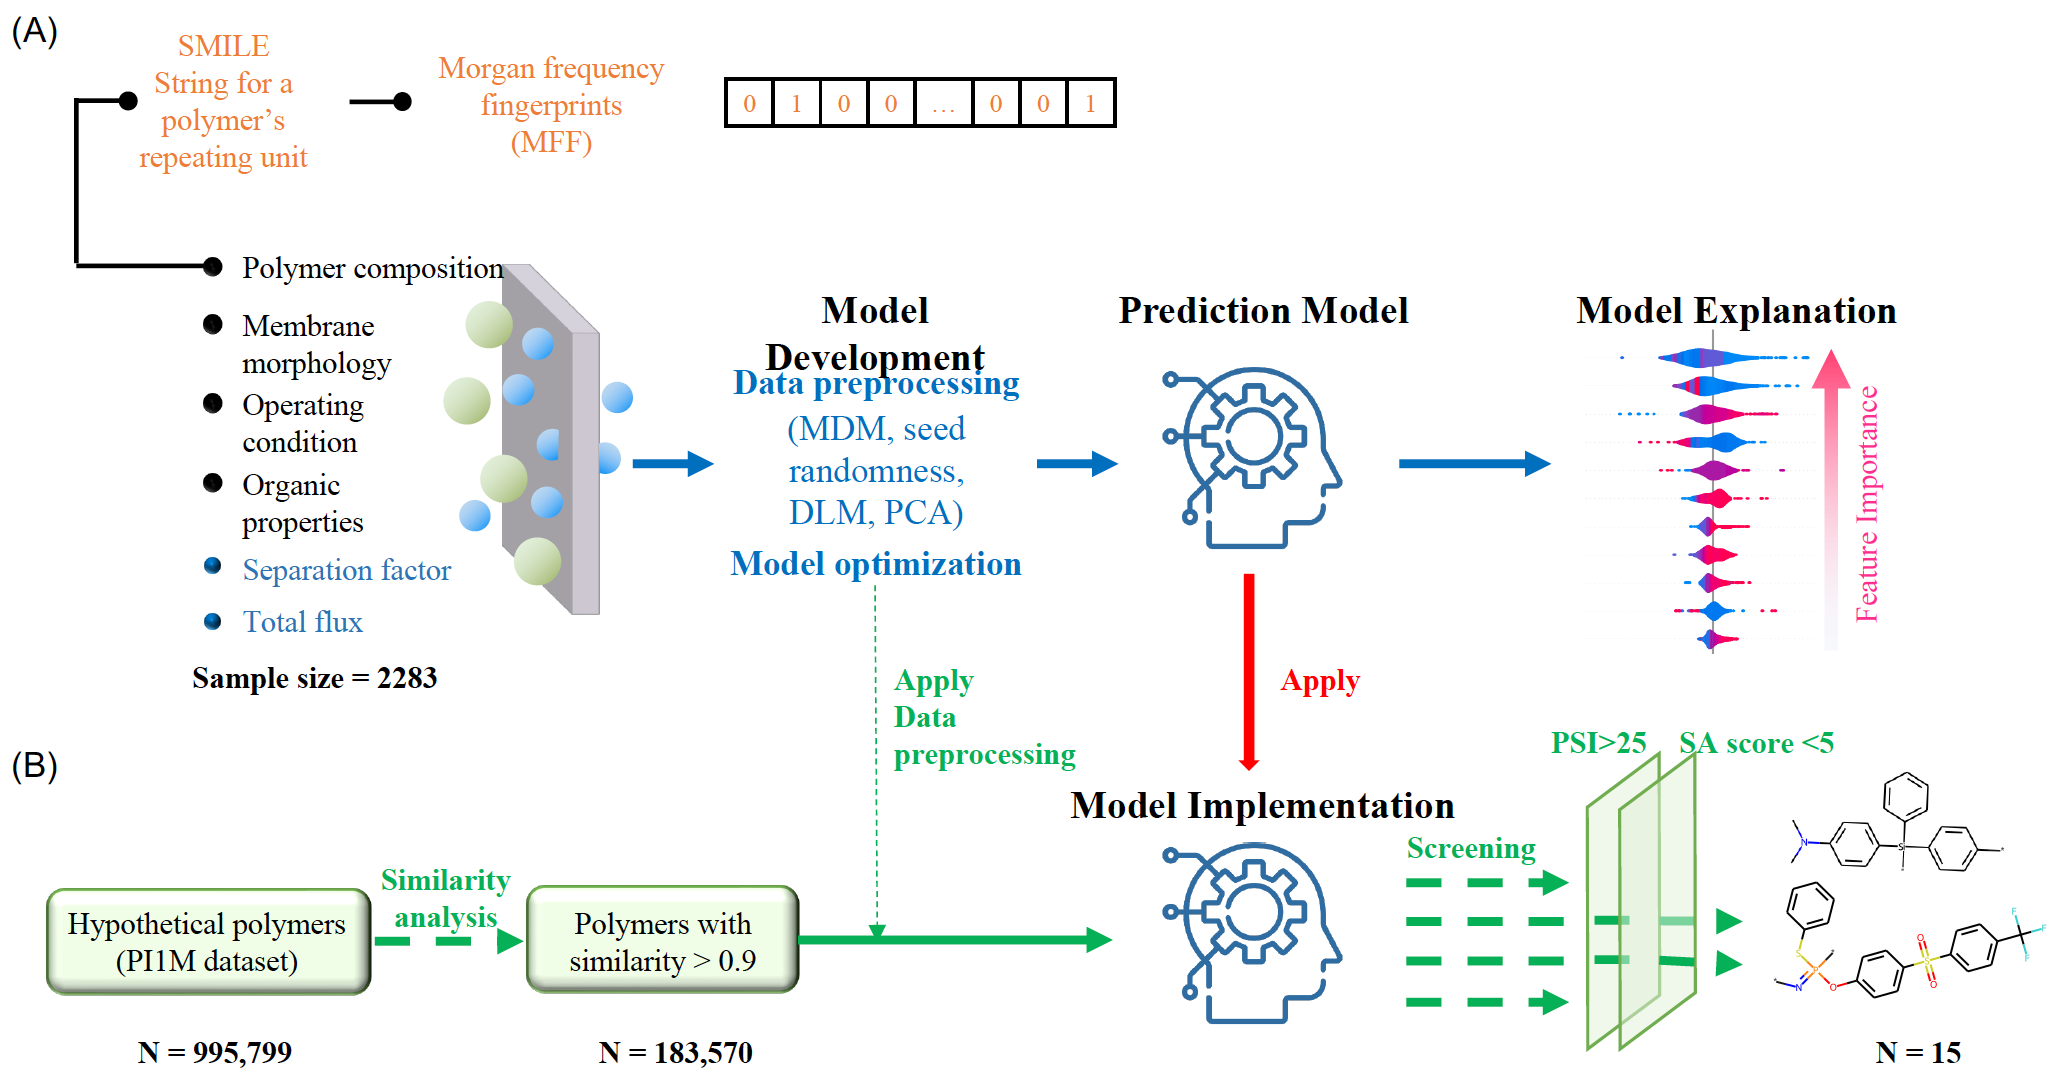 (A)
SMILE
String for a
polymer's
repeating unit
Morgan frequency
fingerprints
(MFF)
0 1 0 0 ... 0 0 1
Polymer composition
Membrane
morphology
Operating
condition
Organic
properties
Separation factor
Total flux
Sample size = 2283
Model
Development
Data preprocessing
(MDM, seed
randomness,
DLM, PCA)
Model optimization
Prediction Model
Model Explanation
Feature Importance
Apply
Data
preprocessing
Apply
(B)
Hypothetical polymers
(PI1M dataset)
N = 995,799
Similarity
analysis
Polymers with
similarity > 0.9
N = 183,570
Model Implementation
Screening
PSI>25
SA score <5
N
Si
*
*
S
*
*
N
P
O
O
S
O
F
F
F
N = 15